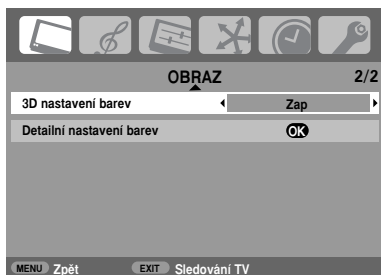 OBRAZ 2/2
3D nastavení barev Zap
Detailní nastavení barev OK
MENU Zpět EXIT Sledování TV